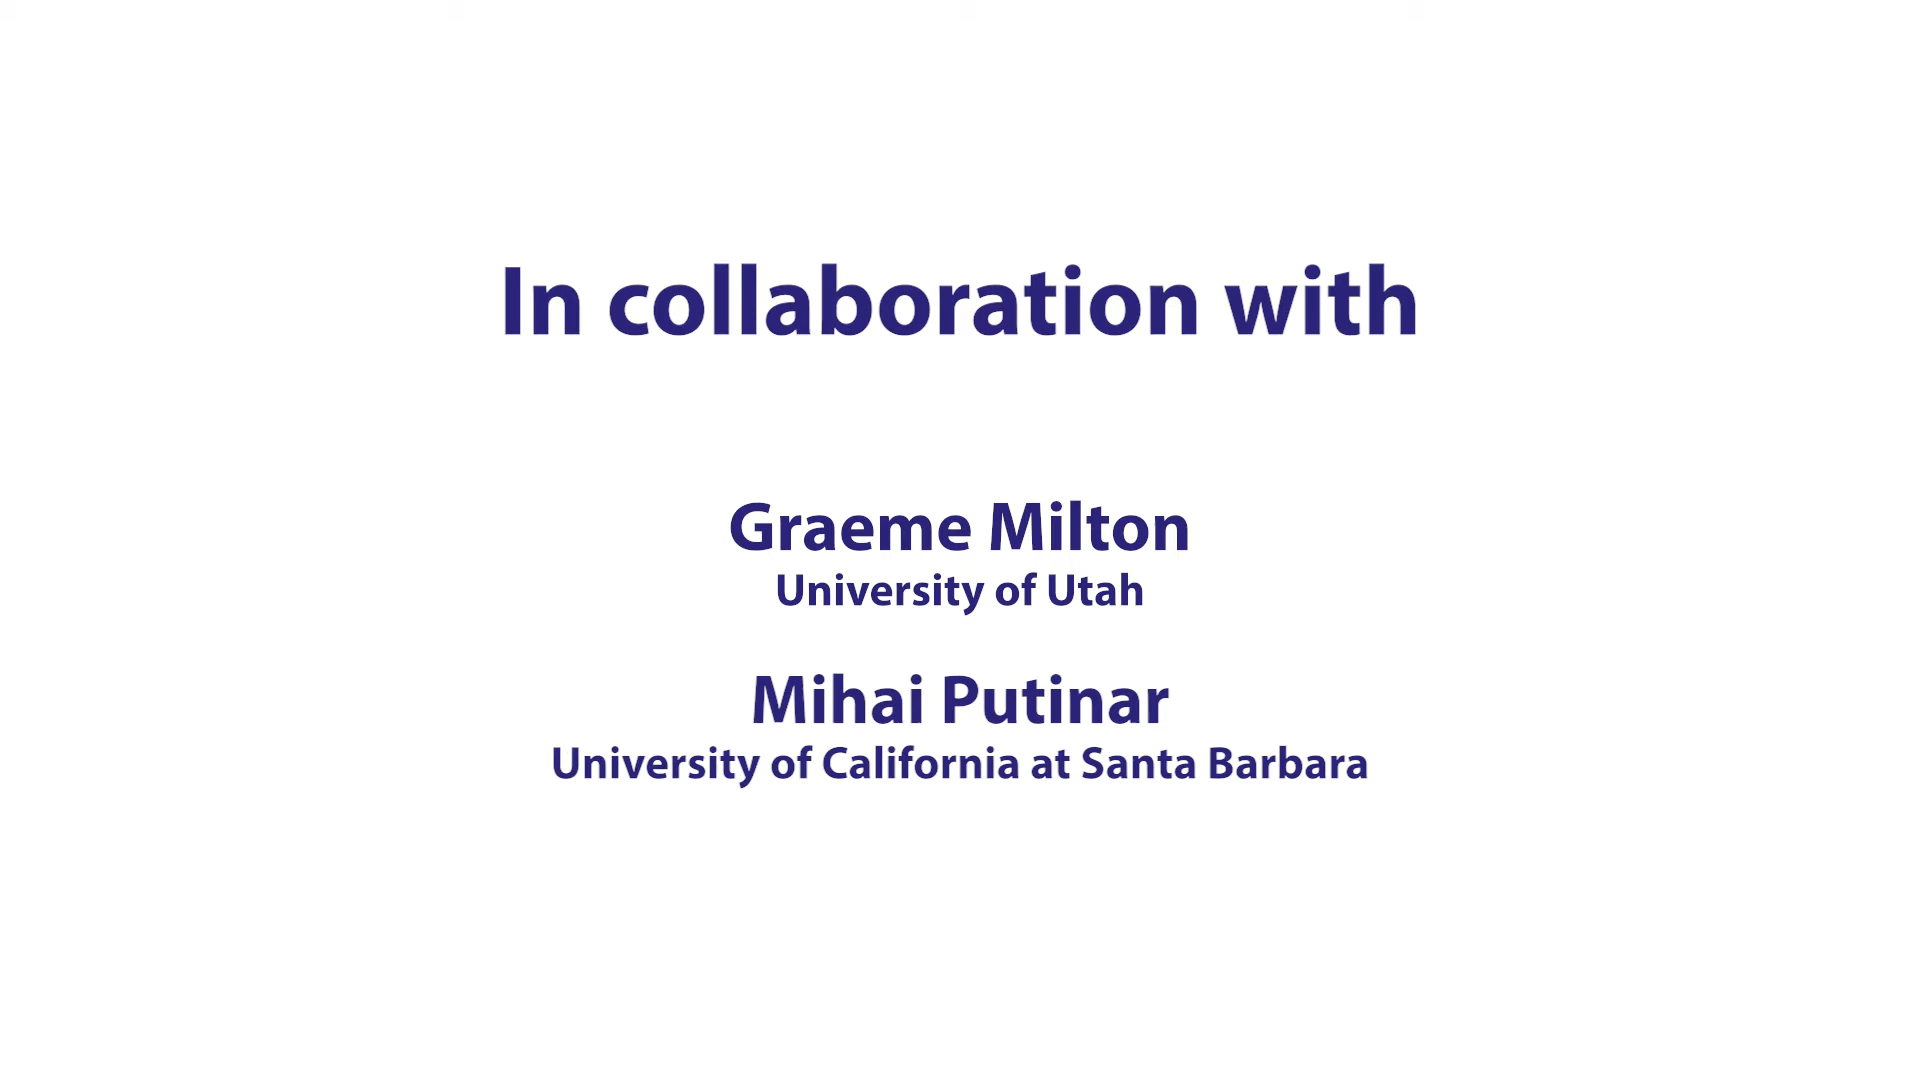 In collaboration with
Graeme Milton
University of Utah
Mihai Putinar
University of California at Santa Barbara